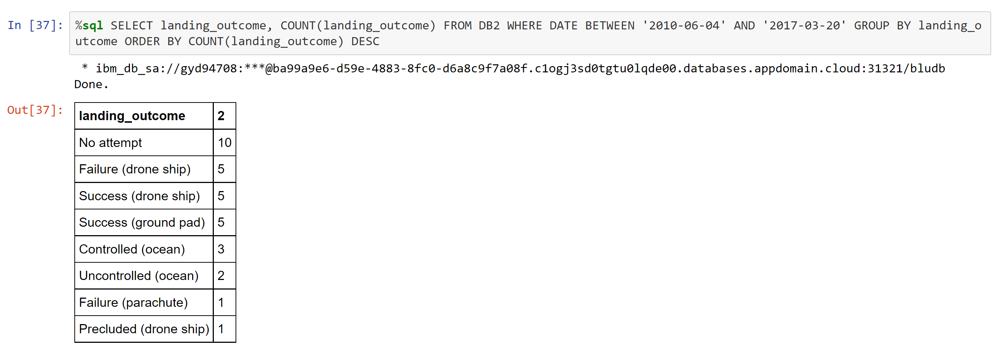 In [37]: %sql SELECT landing_outcome, COUNT(landing_outcome) FROM DB2 WHERE DATE BETWEEN '2010-06-04' AND '2017-03-20' GROUP BY landing_o
utcome ORDER BY COUNT(landing_outcome) DESC
* ibm_db_sa://gyd94708:***@ba99a9e6-d59e-4883-8fc0-d6a8c9f7a08f.c1ogj3sd0tgtu0lqde00.databases.appdomain.cloud:31321/bludb
Done.
Out[37]: landing_outcome 2
No attempt 10
Failure (drone ship) 5
Success (drone ship) 5
Success (ground pad) 5
Controlled (ocean) 3
Uncontrolled (ocean) 2
Failure (parachute) 1
Precluded (drone ship) 1